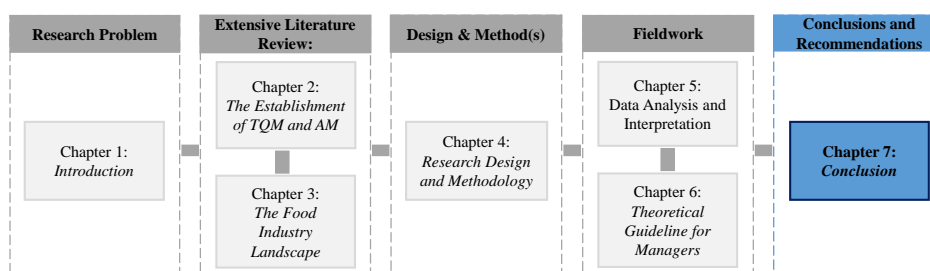 Research Problem
Chapter 1:
Introduction
Extensive Literature
Review:
Chapter 2:
The Establishment
of TQM and AM
Chapter 3:
The Food
Industry
Landscape
Design & Method(s)
Chapter 4:
Research Design
and Methodology
Fieldwork
Chapter 5:
Data Analysis and
Interpretation
Chapter 6:
Theoretical
Guideline for
Managers
Conclusions and
Recommendations
Chapter 7:
Conclusion